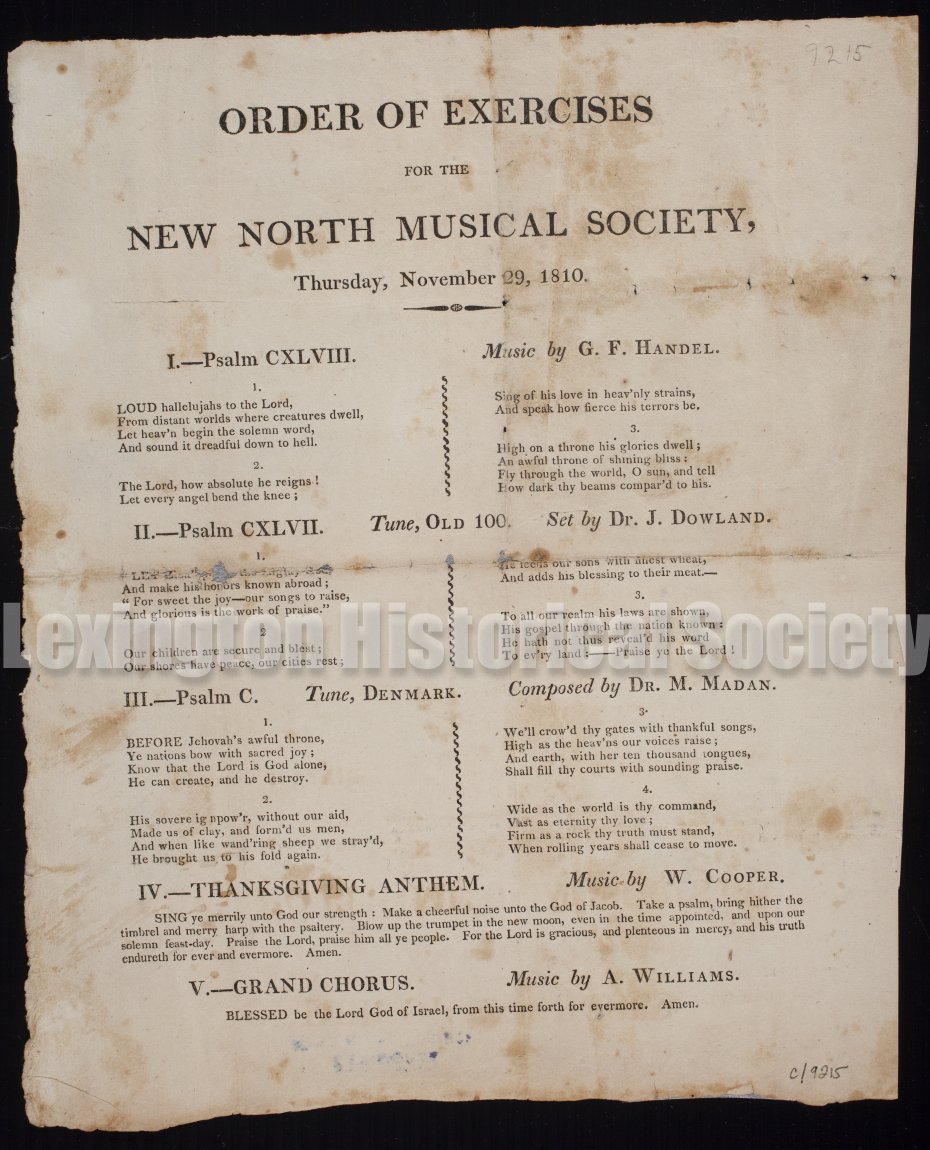 9215
ORDER OF EXERCISES
FOR THE
NEW NORTH MUSICAL SOCIETY,
Thursday, November 29, 1810.
I.—Psalm CXLVIII. Music by G. F. HANDEL.
1.
LOUD hallelujahs to the Lord,
From distant worlds where creatures dwell,
Let heav'n begin the solemn word,
And sound it dreadful down to hell.
2.
The Lord, how absolute he reigns!
Let every angel bend the knee;
Sing of his love in heav'nly strains,
And speak how fierce his terrors be.
3.
High on a throne his glories dwell;
An awful throne of shining bliss:
Fly through the world, O sun, and tell
How dark thy beams compar'd to his.
II.—Psalm CXLVII. Tune, OLD 100. Set by DR. J. DOWLAND.
1.
And make his honors known abroad;
"For sweet the joy—our songs to raise,
And glorious is the work of praise."
2
Our children are secure and blest;
Our shores have peace, our cities rest;
He feeds our sons with finest wheat,
And adds his blessing to their meat.—
3.
To all our realm his laws are shown,
His gospel through the nation known:
He hath not thus reveal'd his word
To ev'ry land:——Praise ye the Lord!
Lexington Historical Society
III.—Psalm C. Tune, DENMARK. Composed by DR. M. MADAN.
1.
BEFORE Jehovah's awful throne,
Ye nations bow with sacred joy;
Know that the Lord is God alone,
He can create, and he destroy.
2.
His sovere ig npow'r, without our aid,
Made us of clay, and form'd us men,
And when like wand'ring sheep we stray'd,
He brought us to his fold again.
3.
We'll crow'd thy gates with thankful songs,
High as the heav'ns our voices raise;
And earth, with her ten thousand tongues,
Shall fill thy courts with sounding praise.
4.
Wide as the world is thy command,
Vast as eternity thy love;
Firm as a rock thy truth must stand,
When rolling years shall cease to move.
IV.—THANKSGIVING ANTHEM. Music by W. COOPER.
SING ye merrily unto God our strength: Make a cheerful noise unto the God of Jacob. Take a psalm, bring hither the
timbrel and merry harp with the psaltery. Blow up the trumpet in the new moon, even in the time appointed, and upon our
solemn feast-day. Praise the Lord, praise him all ye people. For the Lord is gracious, and plenteous in mercy, and his truth
endureth for ever and evermore. Amen.
V.—GRAND CHORUS. Music by A. WILLIAMS.
BLESSED be the Lord God of Israel, from this time forth for evermore. Amen.
c/9215